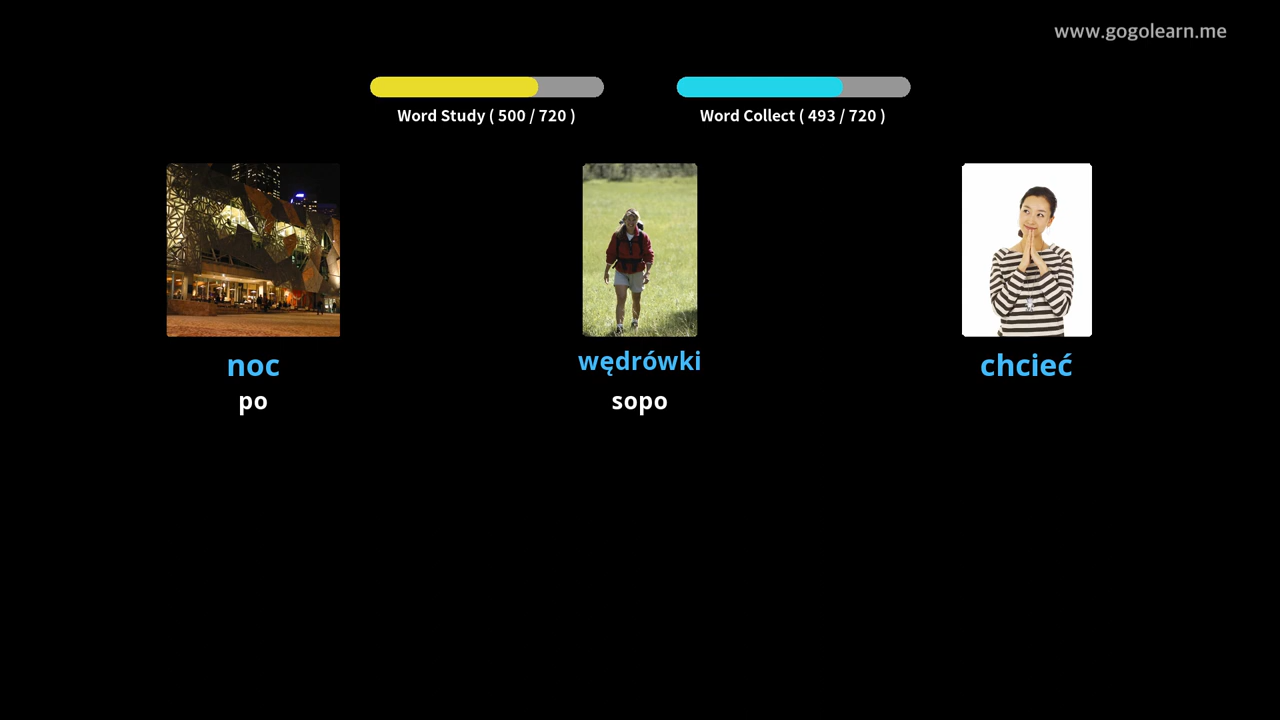 www.gogolearn.me
Word Study ( 500 / 720 )
Word Collect ( 493 / 720 )
noc
wędrówki
chcieć
po
sopo